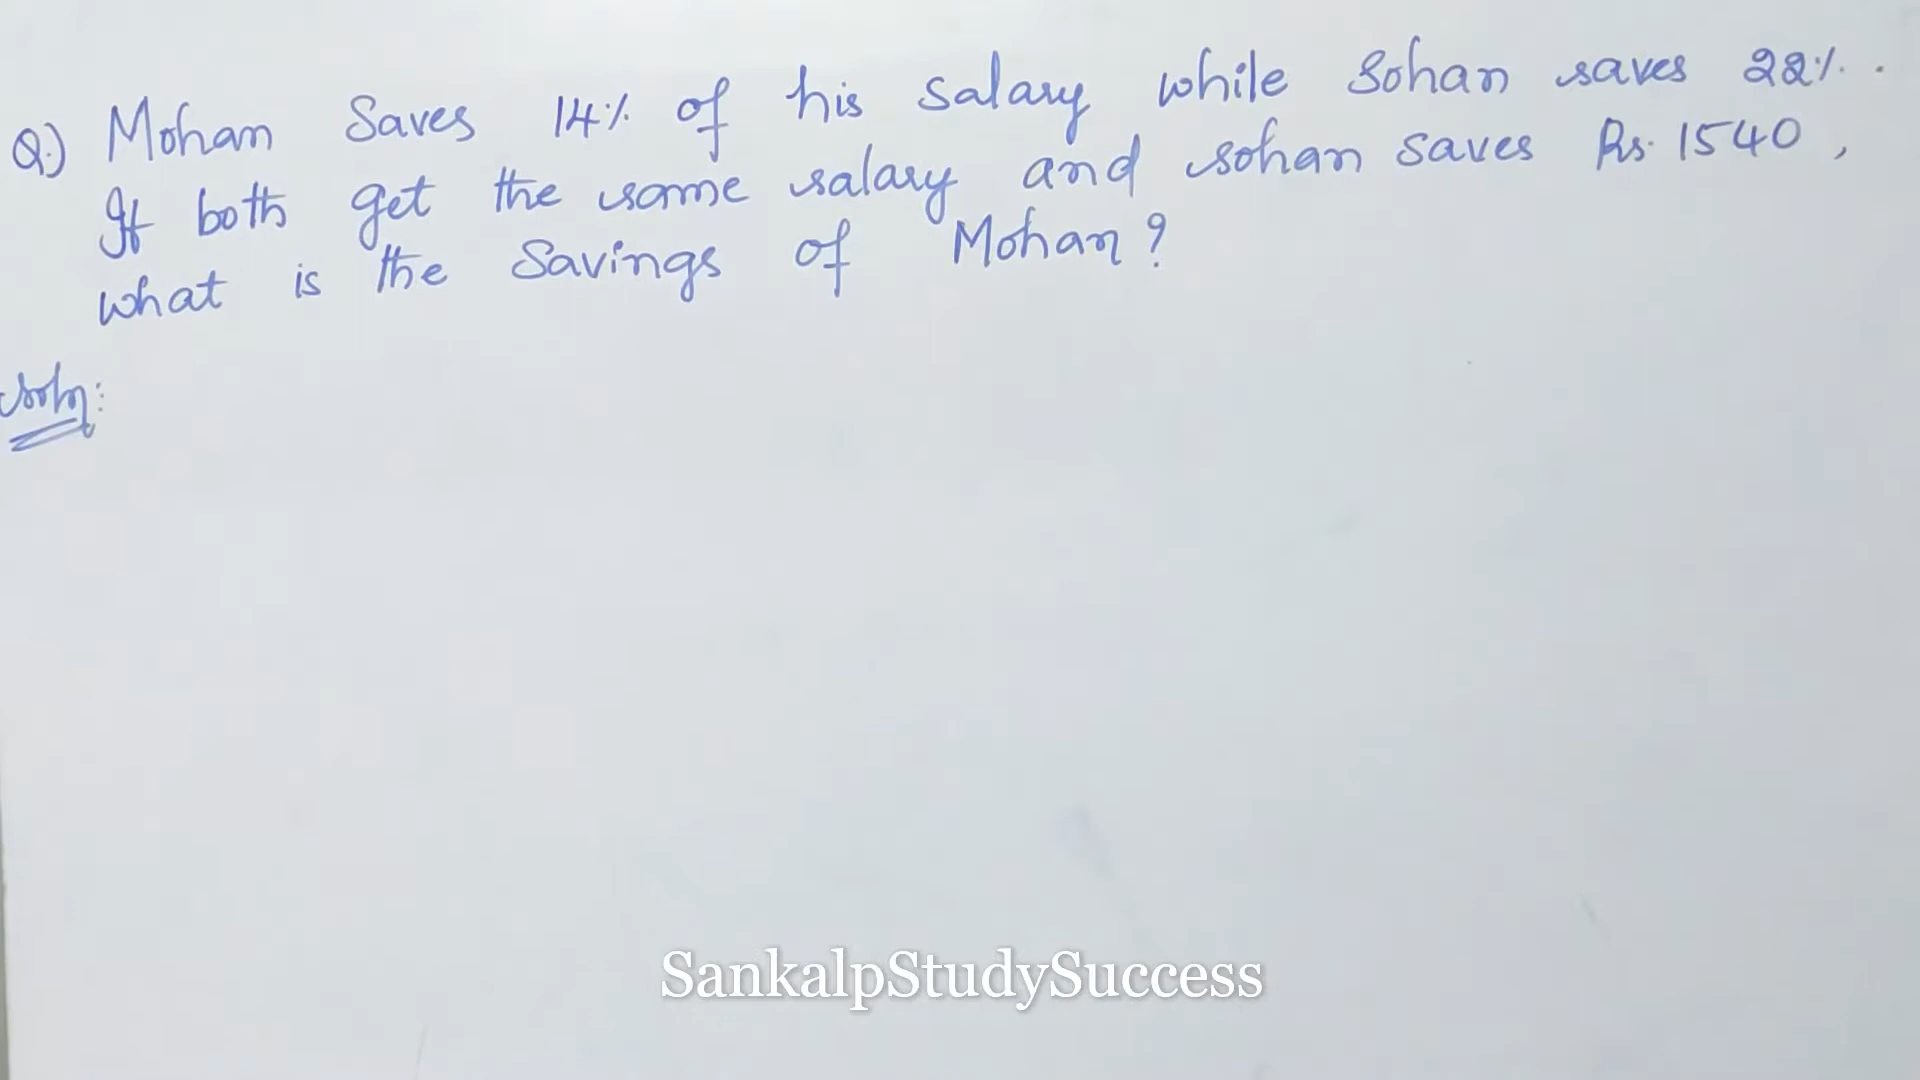 Q.) Mohan Saves 14% of his salary while Sohan saves 22%.
If both get the same salary and sohan saves Rs. 1540,
what is the Savings of Mohan?
Soln:
SankalpStudySuccess